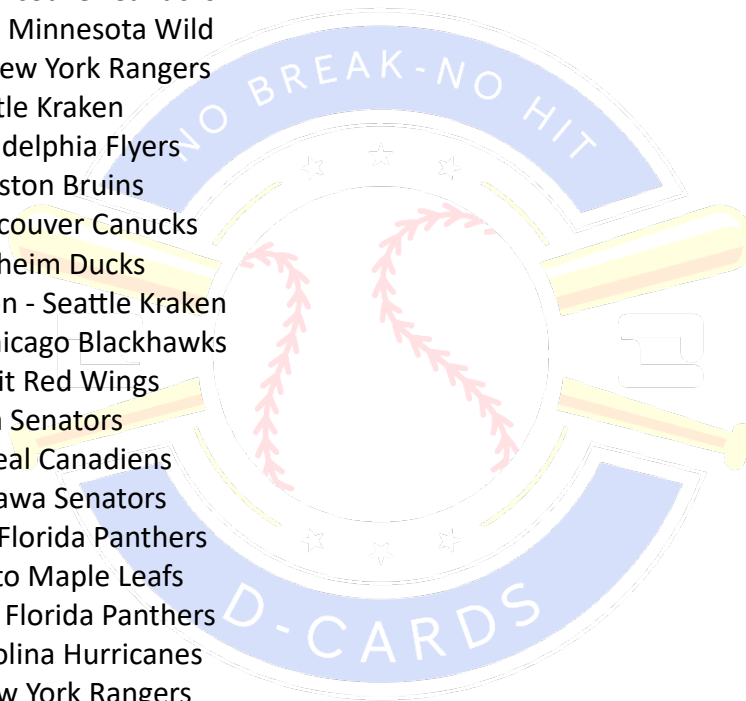 Minnesota Wild
ew York Rangers
tle Kraken
delphia Flyers
ston Bruins
couver Canucks
heim Ducks
n - Seattle Kraken
icago Blackhawks
it Red Wings
Senators
eal Canadiens
awa Senators
Florida Panthers
to Maple Leafs
Florida Panthers
olina Hurricanes
w York Rangers
NO BREAK-NO HIT
D-CARDS